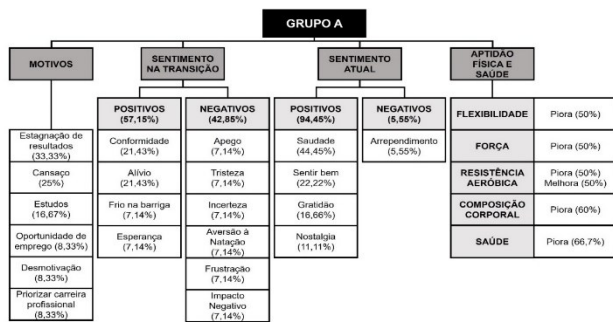 GRUPO A
MOTIVOS
SENTIMENTO
NA TRANSIÇÃO
SENTIMENTO
ATUAL
APTIDÃO
FÍSICA E
SAÚDE
POSITIVOS
(57,15%)
NEGATIVOS
(42,85%)
POSITIVOS
(94,45%)
NEGATIVOS
(5,55%)
Estagnação de
resultados
(33,33%)
Cansaço
(25%)
Estudos
(16,67%)
Oportunidade de
emprego (8,33%)
Desmotivação
(8,33%)
Priorizar carreira
profissional
(8,33%)
Conformidade
(21,43%)
Alívio
(21,43%)
Frio na barriga
(7,14%)
Esperança
(7,14%)
Apego
(7,14%)
Tristeza
(7,14%)
Incerteza
(7,14%)
Aversão à
Natação
(7,14%)
Frustração
(7,14%)
Impacto
Negativo
(7,14%)
Saudade
(44,45%)
Sentir bem
(22,22%)
Gratidão
(16,66%)
Nostalgia
(11,11%)
Arrependimento
(5,55%)
FLEXIBILIDADE
Piora (50%)
FORÇA
Piora (50%)
RESISTÊNCIA
AERÓBICA
Piora (50%)
Melhora (50%)
COMPOSIÇÃO
CORPORAL
Piora (60%)
SAÚDE
Piora (66,7%)